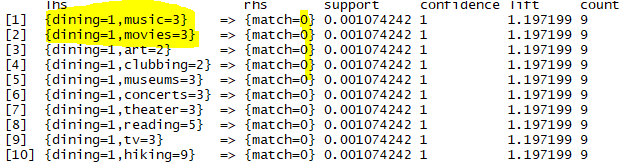 lhs rhs support confidence lift count
[1] {dining=1,music=3} => {match=0} 0.001074242 1 1.197199 9
[2] {dining=1,movies=3} => {match=0} 0.001074242 1 1.197199 9
[3] {dining=1,art=2} => {match=0} 0.001074242 1 1.197199 9
[4] {dining=1,clubbing=2} => {match=0} 0.001074242 1 1.197199 9
[5] {dining=1,museums=3} => {match=0} 0.001074242 1 1.197199 9
[6] {dining=1,concerts=3} => {match=0} 0.001074242 1 1.197199 9
[7] {dining=1,theater=3} => {match=0} 0.001074242 1 1.197199 9
[8] {dining=1,reading=5} => {match=0} 0.001074242 1 1.197199 9
[9] {dining=1,tv=3} => {match=0} 0.001074242 1 1.197199 9
[10] {dining=1,hiking=9} => {match=0} 0.001074242 1 1.197199 9